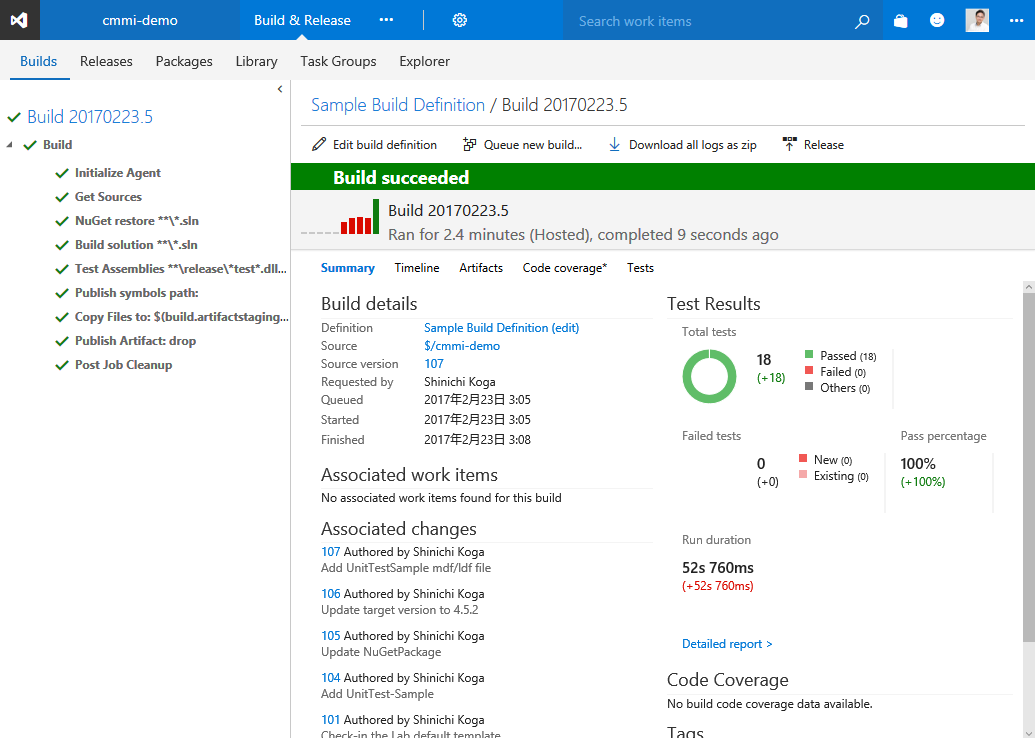 cmmi-demo
Build & Release
Search work items
Builds
Releases
Packages
Library
Task Groups
Explorer
Build 20170223.5
Build
Initialize Agent
Get Sources
NuGet restore **\*.sln
Build solution **\*.sln
Test Assemblies **\release\*test*.dll...
Publish symbols path:
Copy Files to: $(build.artifactstaging...
Publish Artifact: drop
Post Job Cleanup
Sample Build Definition / Build 20170223.5
Edit build definition
Queue new build...
Download all logs as zip
Release
Build succeeded
Build 20170223.5
Ran for 2.4 minutes (Hosted), completed 9 seconds ago
Summary
Timeline
Artifacts
Code coverage*
Tests
Build details
Definition Sample Build Definition (edit)
Source $/cmmi-demo
Source version 107
Requested by Shinichi Koga
Queued 2017年2月23日 3:05
Started 2017年2月23日 3:05
Finished 2017年2月23日 3:08
Associated work items
No associated work items found for this build
Associated changes
107 Authored by Shinichi Koga
Add UnitTestSample mdf/ldf file
106 Authored by Shinichi Koga
Update target version to 4.5.2
105 Authored by Shinichi Koga
Update NuGetPackage
104 Authored by Shinichi Koga
Add UnitTest-Sample
101 Authored by Shinichi Koga
Check-in the Lab default template
Test Results
Total tests
18
(+18)
Passed (18)
Failed (0)
Others (0)
Failed tests
0
(+0)
New (0)
Existing (0)
Pass percentage
100%
(+100%)
Run duration
52s 760ms
(+52s 760ms)
Detailed report >
Code Coverage
No build code coverage data available.
Tags